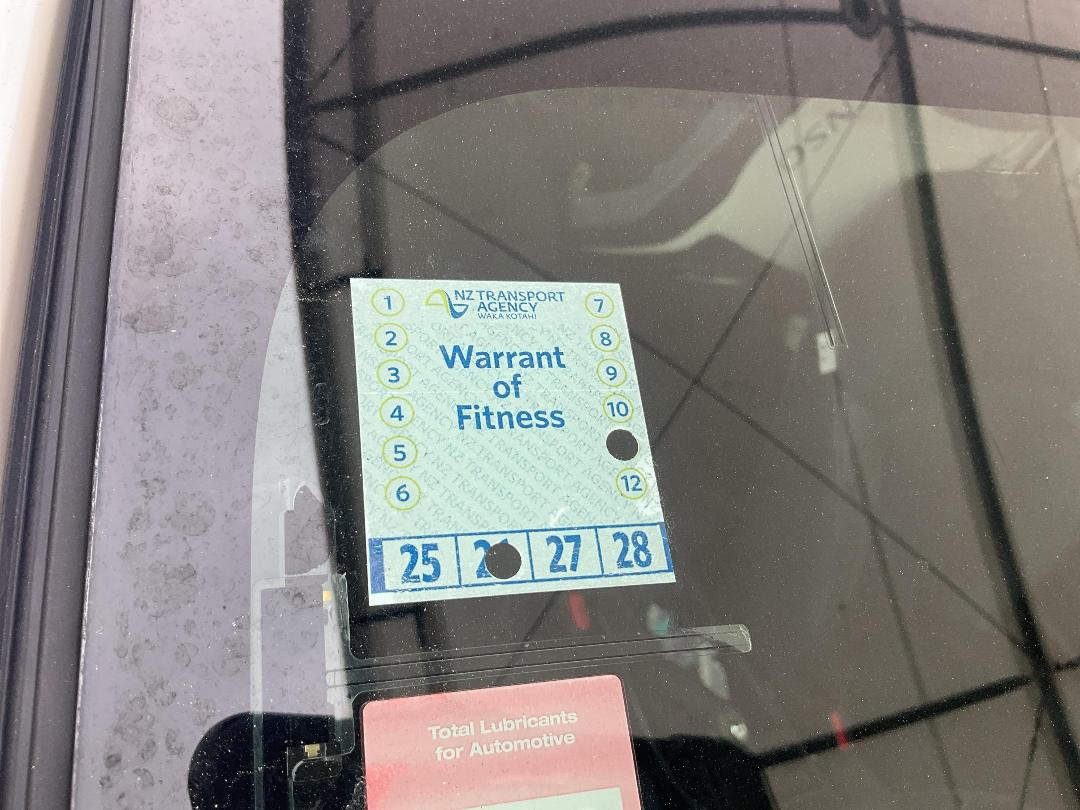 1
NZ TRANSPORT
AGENCY
WAKA KOTAHI
7
2
8
Warrant
of
Fitness
3
9
4
10
5
6
12
25
27
28
Total Lubricants
for Automotive